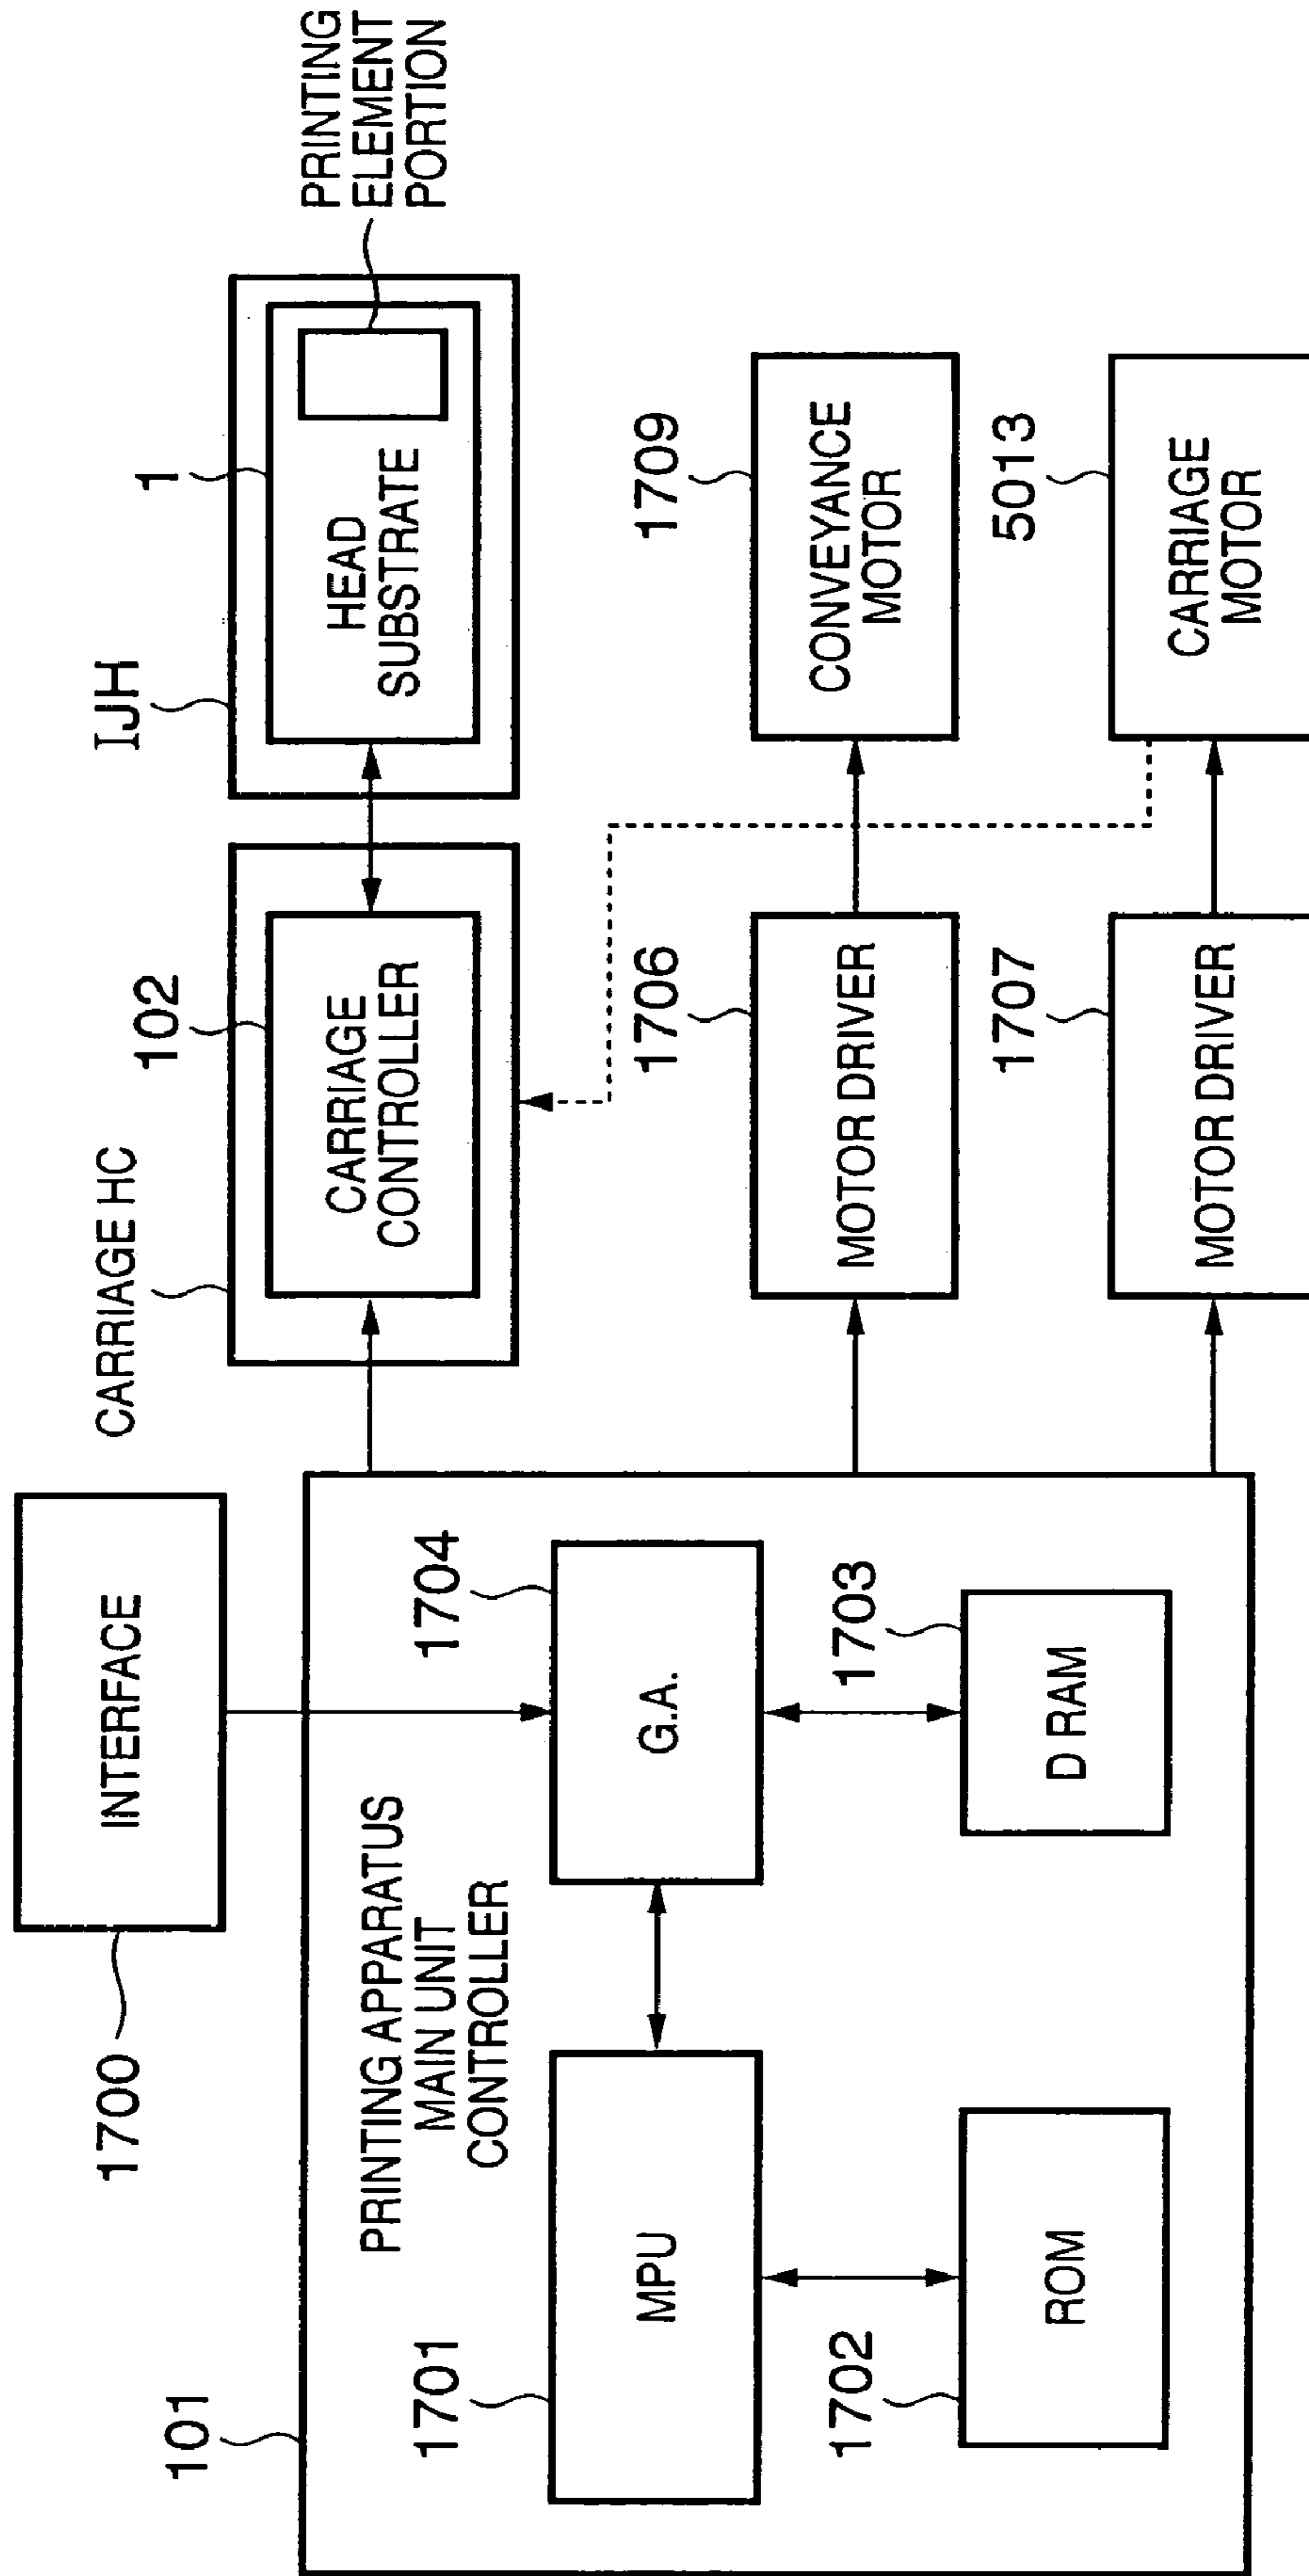 1700
INTERFACE
101
PRINTING APPARATUS
MAIN UNIT
CONTROLLER
1701
MPU
1704
G.A.
1702
ROM
1703
D RAM
CARRIAGE HC
102
CARRIAGE
CONTROLLER
IJH
1
HEAD
SUBSTRATE
PRINTING
ELEMENT
PORTION
1706
MOTOR DRIVER
1709
CONVEYANCE
MOTOR
1707
MOTOR DRIVER
5013
CARRIAGE
MOTOR